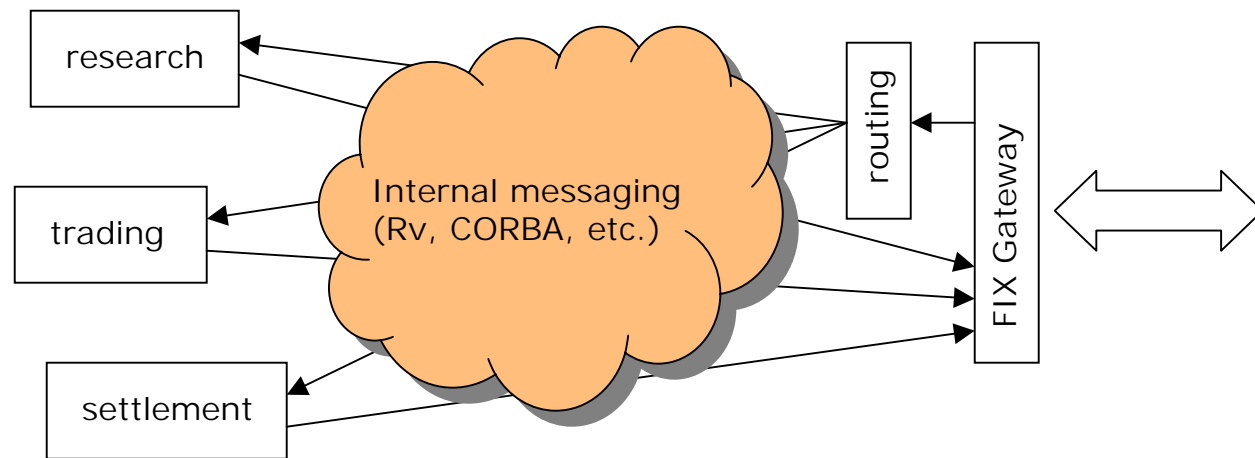 research
trading
settlement
Internal messaging
(Rv, CORBA, etc.)
routing
FIX Gateway